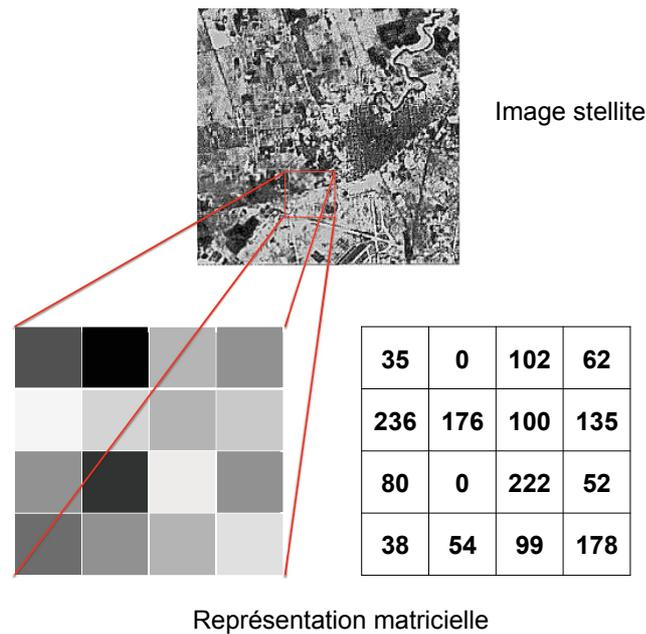 Image stellite
35 0 102 62
236 176 100 135
80 0 222 52
38 54 99 178
Représentation matricielle